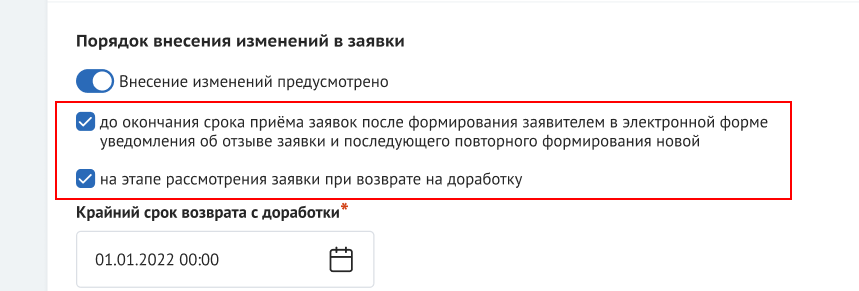 Порядок внесения изменений в заявки
Внесение изменений предусмотрено
до окончания срока приёма заявок после формирования заявителем в электронной форме
уведомления об отзыве заявки и последующего повторного формирования новой
на этапе рассмотрения заявки при возврате на доработку
Крайний срок возврата с доработки*
01.01.2022 00:00